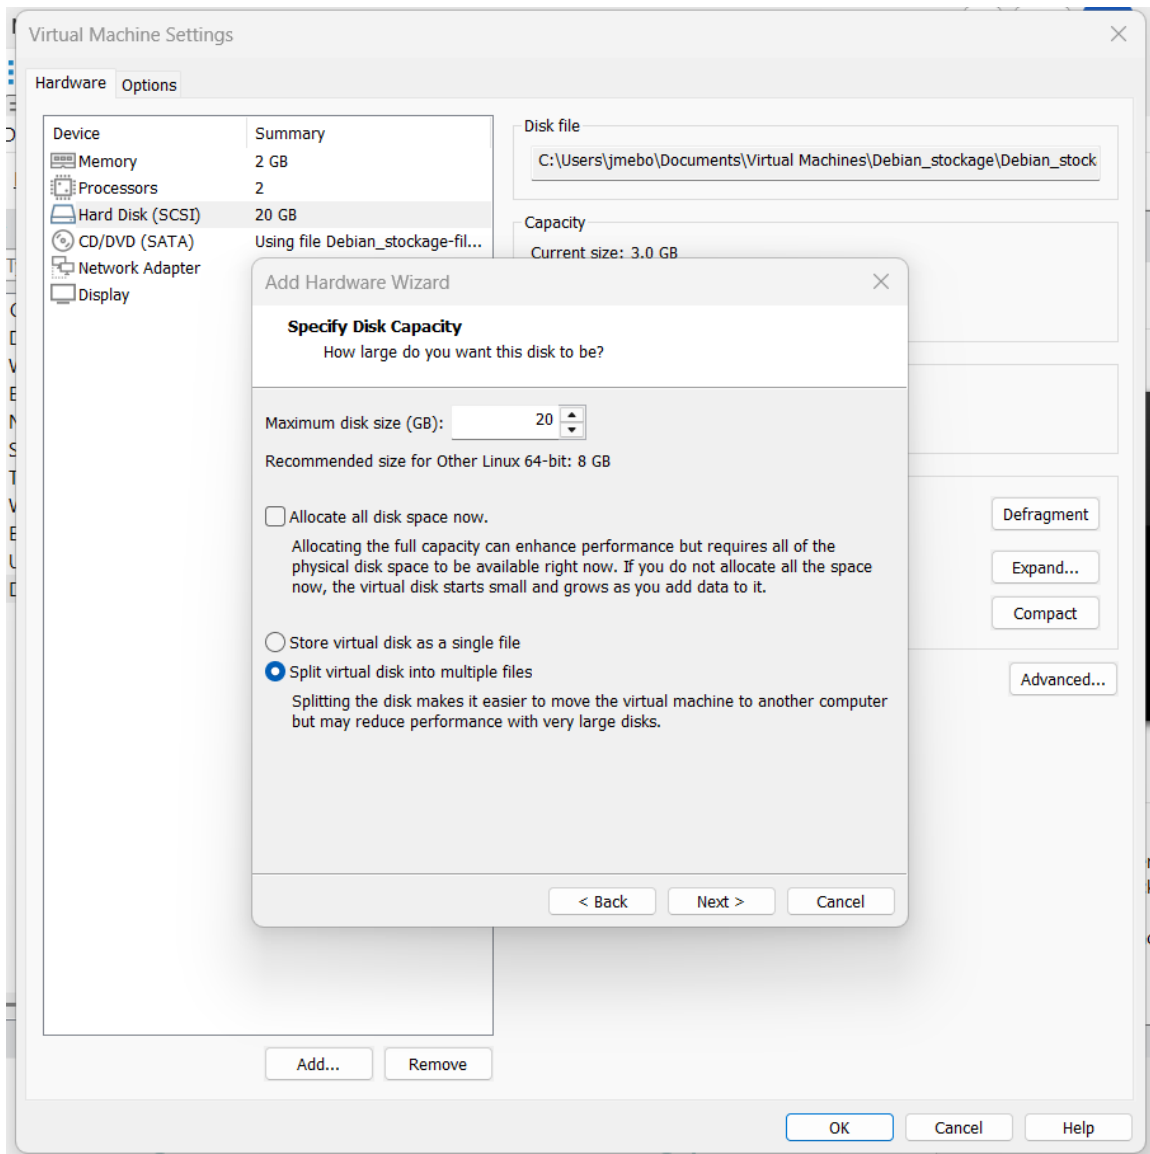 Virtual Machine Settings
Hardware Options
Device Summary
Memory 2 GB
Processors 2
Hard Disk (SCSI) 20 GB
CD/DVD (SATA) Using file Debian_stockage-fil...
Network Adapter
Display
Disk file
C:\Users\jmebo\Documents\Virtual Machines\Debian_stockage\Debian_stock
Capacity
Current size: 3.0 GB
Add Hardware Wizard
Specify Disk Capacity
How large do you want this disk to be?
Maximum disk size (GB): 20
Recommended size for Other Linux 64-bit: 8 GB
Allocate all disk space now.
Allocating the full capacity can enhance performance but requires all of the
physical disk space to be available right now. If you do not allocate all the space
now, the virtual disk starts small and grows as you add data to it.
Store virtual disk as a single file
Split virtual disk into multiple files
Splitting the disk makes it easier to move the virtual machine to another computer
but may reduce performance with very large disks.
< Back Next > Cancel
Defragment
Expand...
Compact
Advanced...
Add... Remove
OK Cancel Help